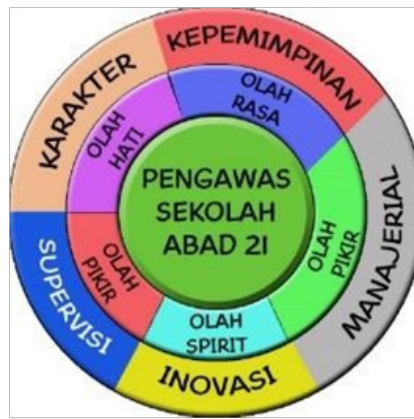 KARAKTER
KEPEMIMPINAN
MANAJERIAL
INOVASI
SUPERVISI
OLAH
HATI
OLAH
RASA
OLAH
PIKIR
OLAH
SPIRIT
OLAH
PIKIR
PENGAWAS
SEKOLAH
ABAD 21